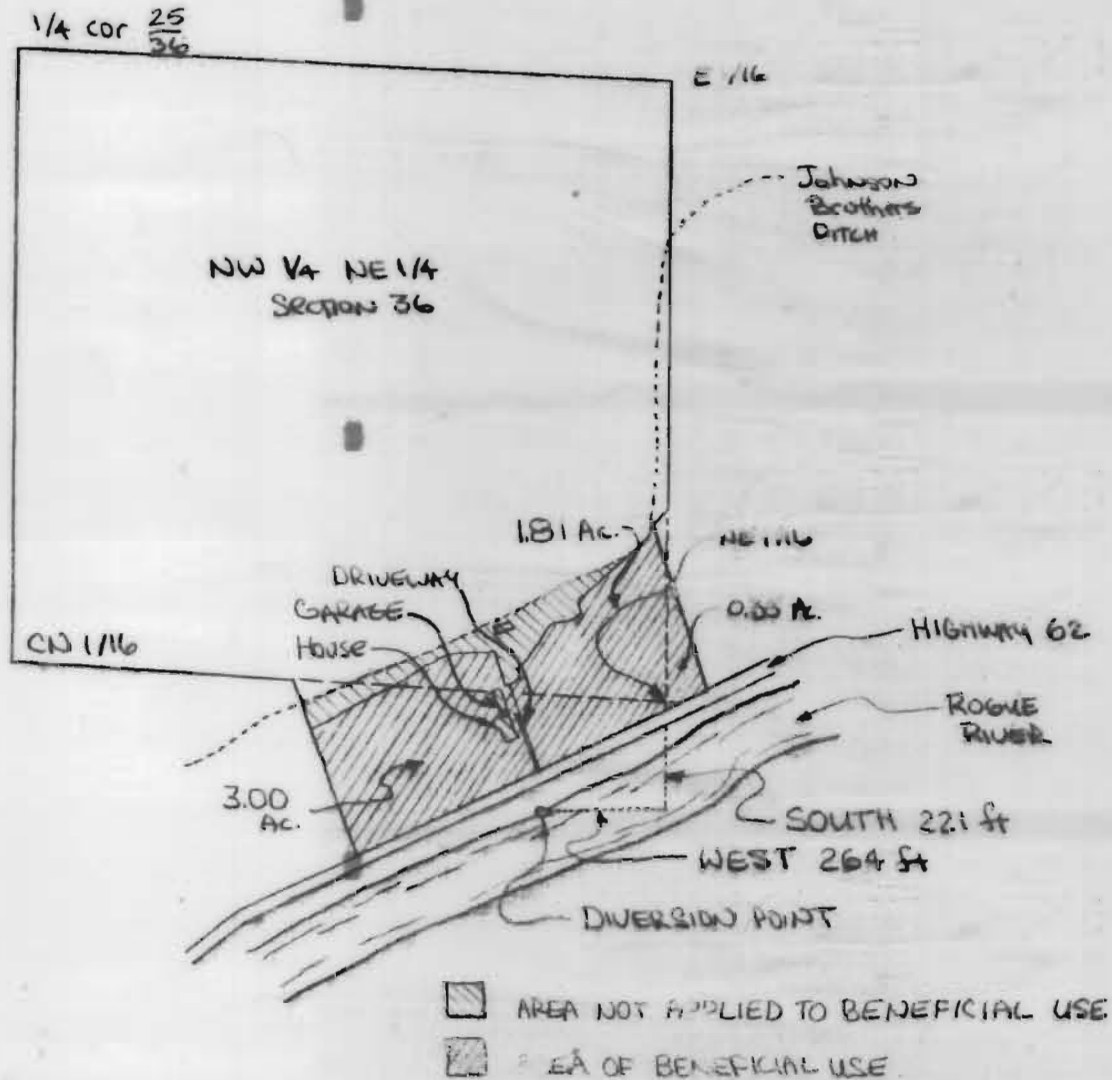 1/4 cor 25/36
E 1/16
Johnson
Brothers
DITCH
NW 1/4 NE 1/4
SECTION 36
1.81 Ac.
NE 1/16
DRIVEWAY
GARAGE
House
Ac.
HIGHWAY 62
CN 1/16
ROGUE
RIVER
3.00
Ac.
SOUTH 221 ft
WEST 264 ft
DIVERSION POINT
AREA NOT APPLIED TO BENEFICIAL USE
OF BENEFICIAL USE